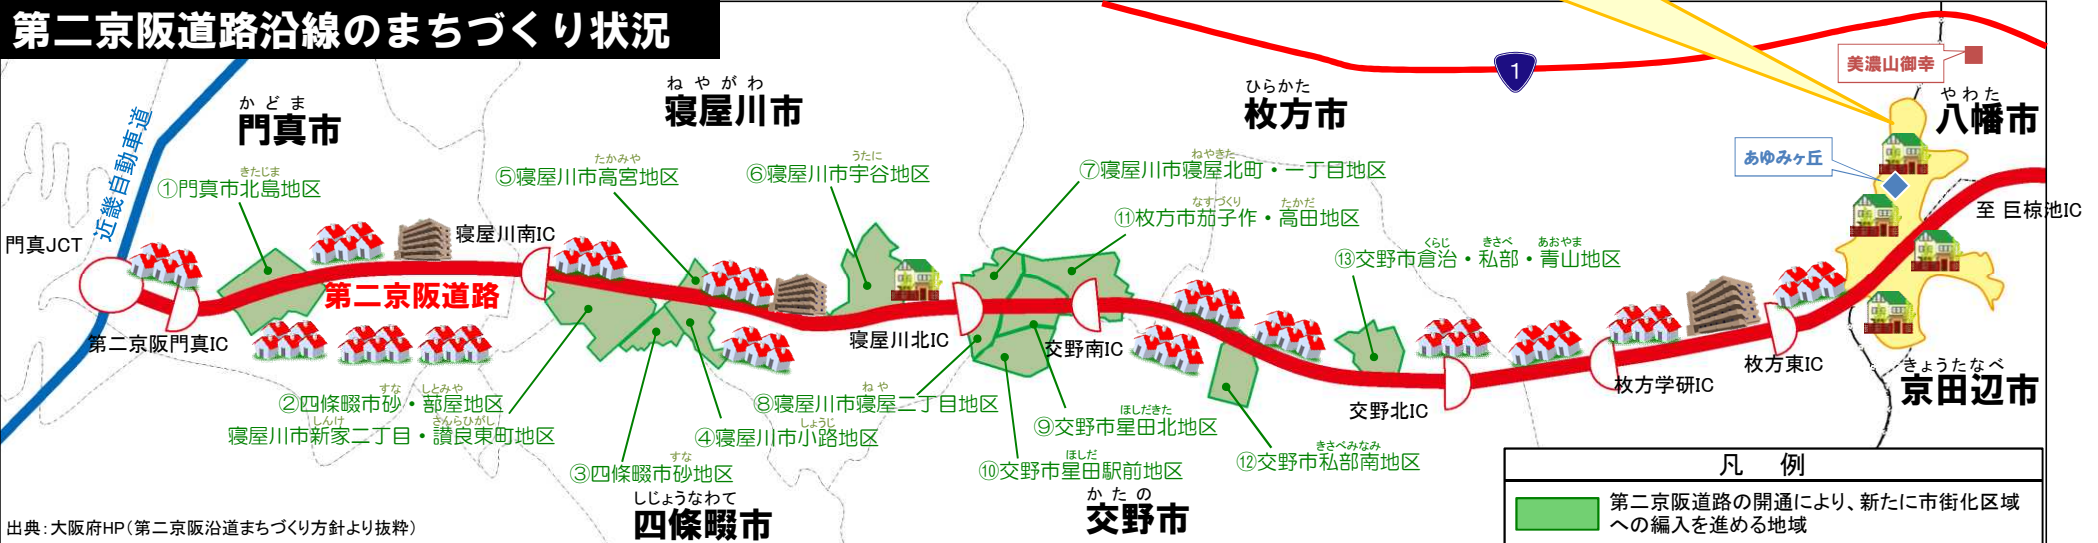 第二京阪道路沿線のまちづくり状況
近畿自動車道
かどま
門真市
ねやがわ
寝屋川市
ひらかた
枚方市
1
美濃山御幸
やわた
八幡市
あゆみヶ丘
きたじま
①門真市北島地区
たかみや
⑤寝屋川市高宮地区
うたに
⑥寝屋川市宇谷地区
ねやきた
⑦寝屋川市寝屋北町・一丁目地区
なすづくり たかだ
⑪枚方市茄子作・高田地区
くらじ きさべ あおやま
⑬交野市倉治・私部・青山地区
至 巨椋池IC
門真JCT
寝屋川南IC
第二京阪道路
第二京阪門真IC
寝屋川北IC
交野南IC
交野北IC
枚方学研IC
枚方東IC
きょうたなべ
京田辺市
すな しとみや
②四條畷市砂・蔀屋地区
しんけ さんらひがし
寝屋川市新家二丁目・讃良東町地区
すな
③四條畷市砂地区
しょうじ
④寝屋川市小路地区
ねや
⑧寝屋川市寝屋二丁目地区
ほしだきた
⑨交野市星田北地区
ほしだ
⑩交野市星田駅前地区
きさべみなみ
⑫交野市私部南地区
しじょうなわて
四條畷市
かたの
交野市
凡 例
第二京阪道路の開通により、新たに市街化区域
への編入を進める地域
出典：大阪府HP（第二京阪沿道まちづくり方針より抜粋）